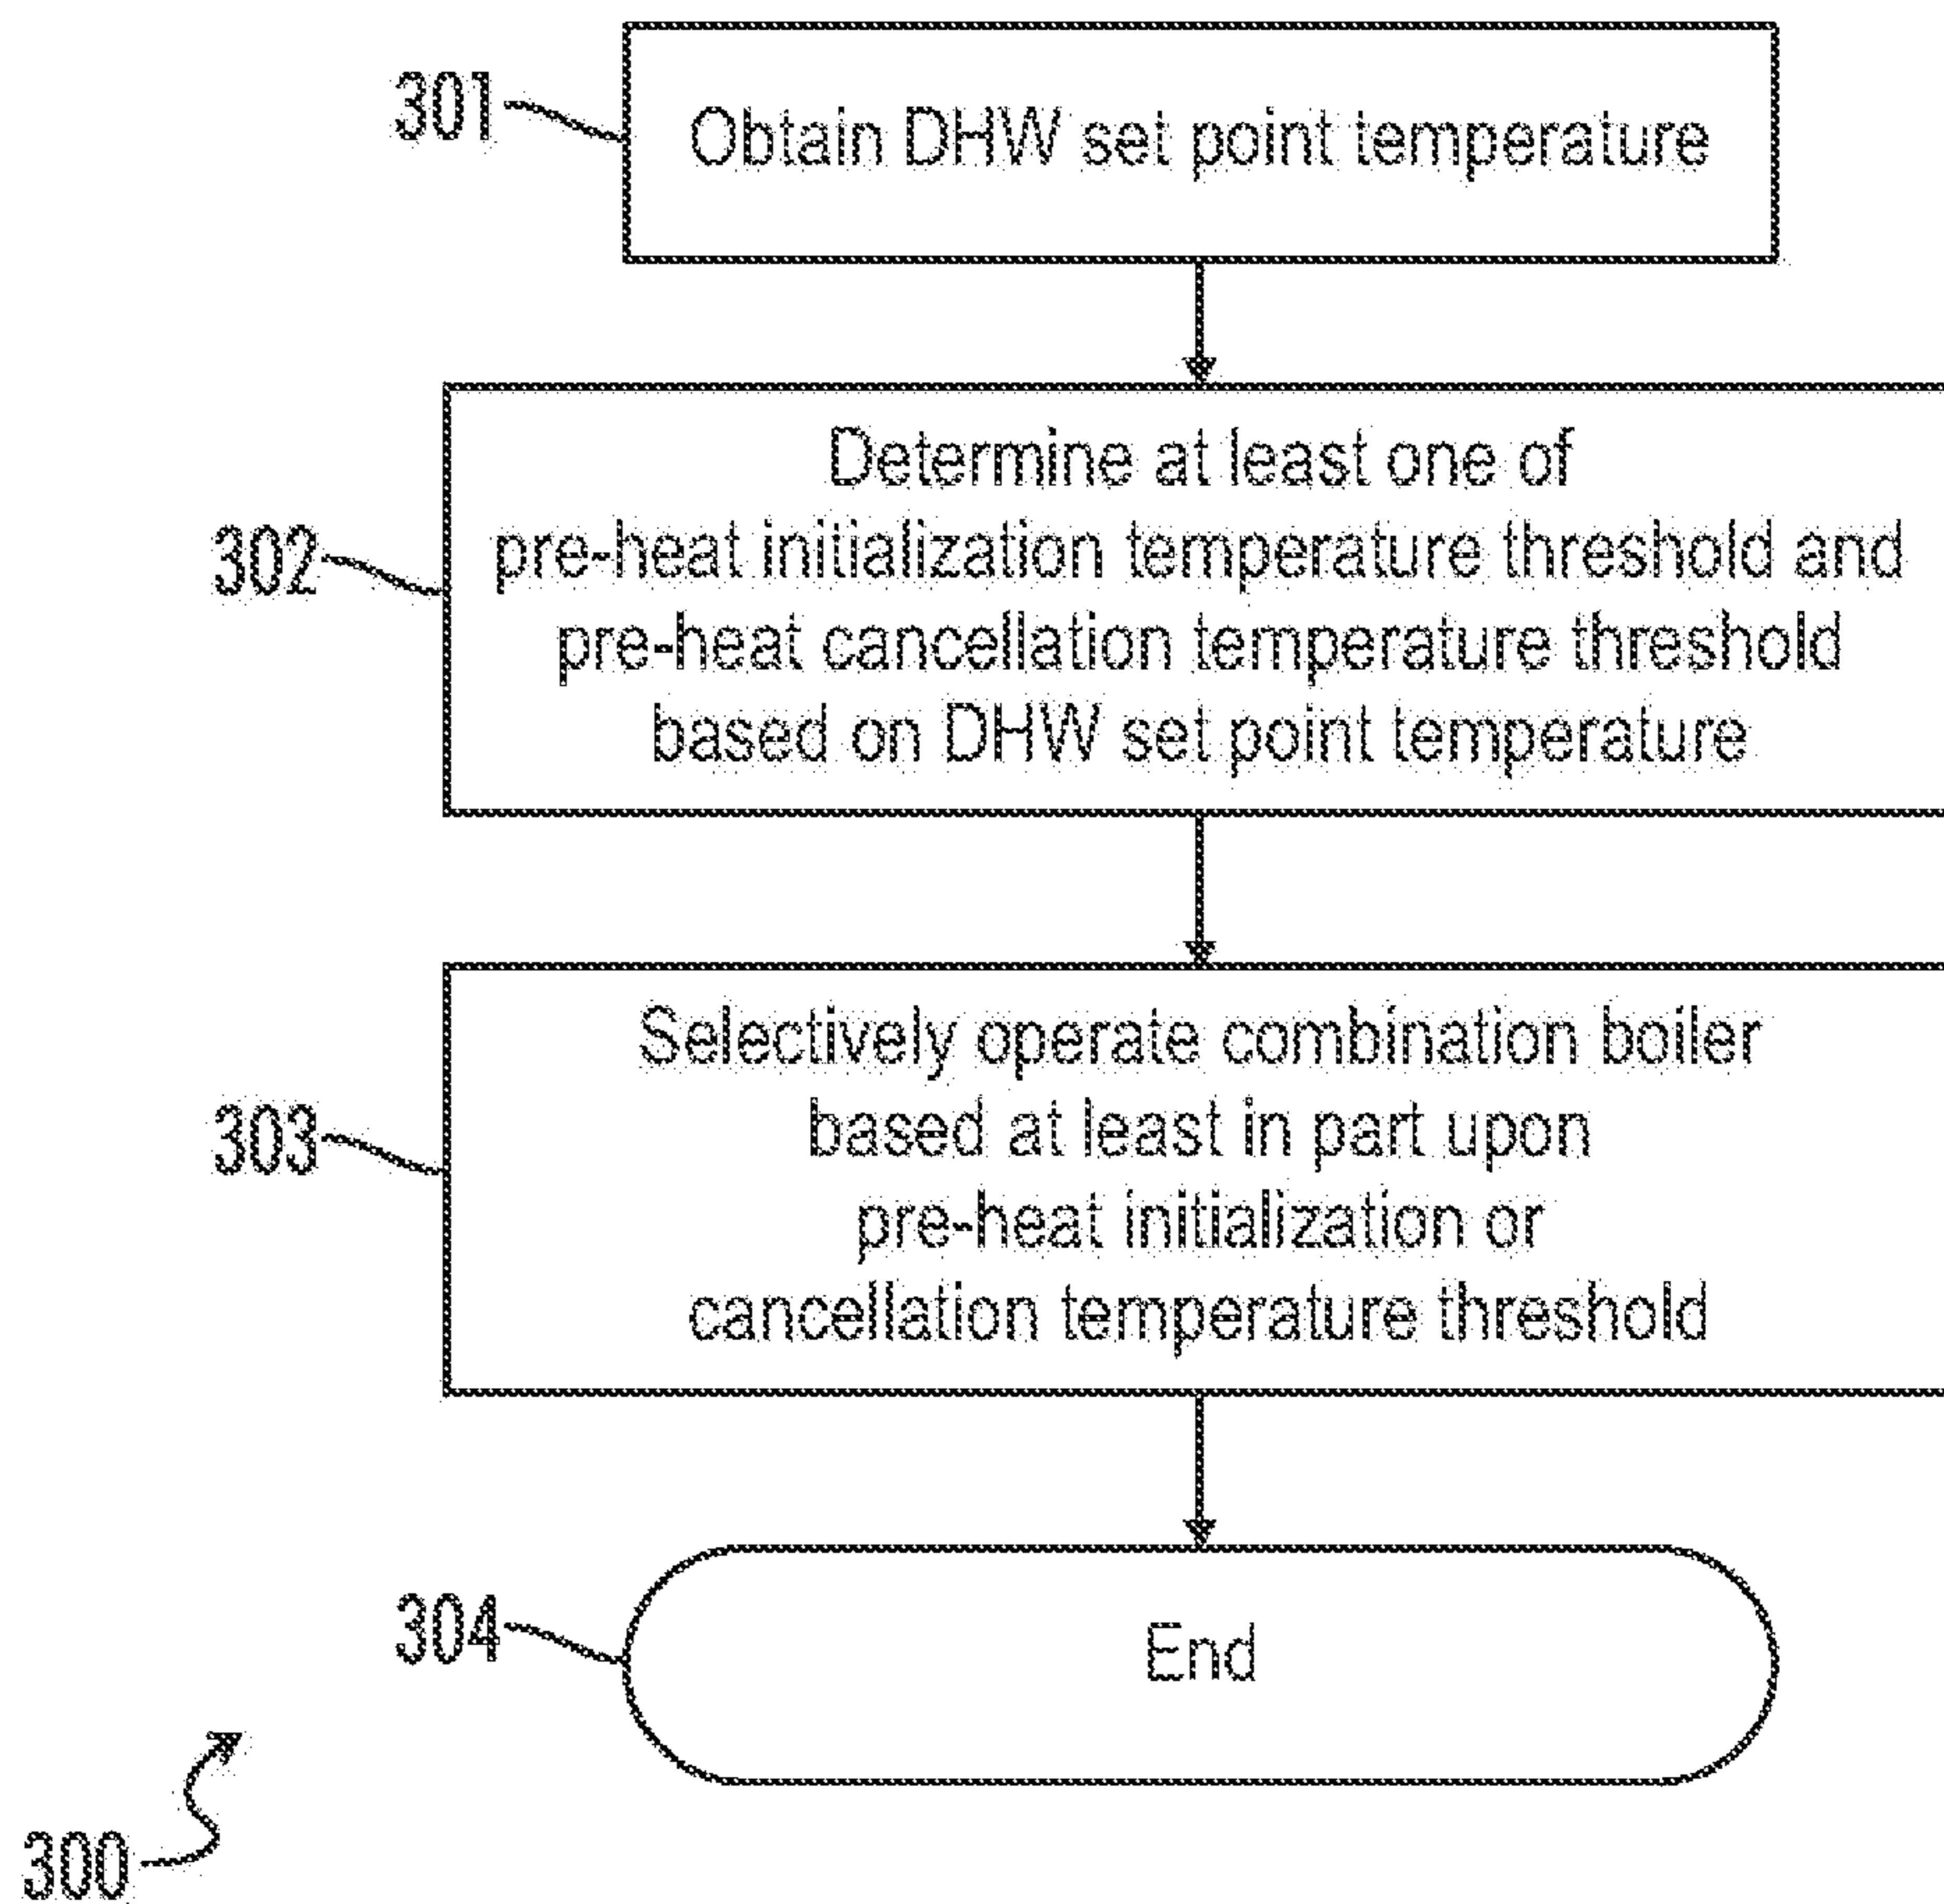 301
Obtain DHW set point temperature
302
Determine at least one of
pre-heat initialization temperature threshold and
pre-heat cancellation temperature threshold
based on DHW set point temperature
303
Selectively operate combination boiler
based at least in part upon
pre-heat initialization or
cancellation temperature threshold
304
End
300